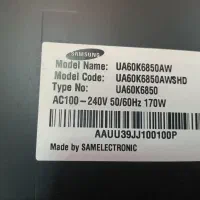 SAMSUNG
Model Name: UA60K6850AW
Model Code: UA60K6850AWSHD
Type No: UA60K6850
AC100-240V 50/60Hz 170W
AAUU39JJ100100P
Made by SAMELECTRONIC